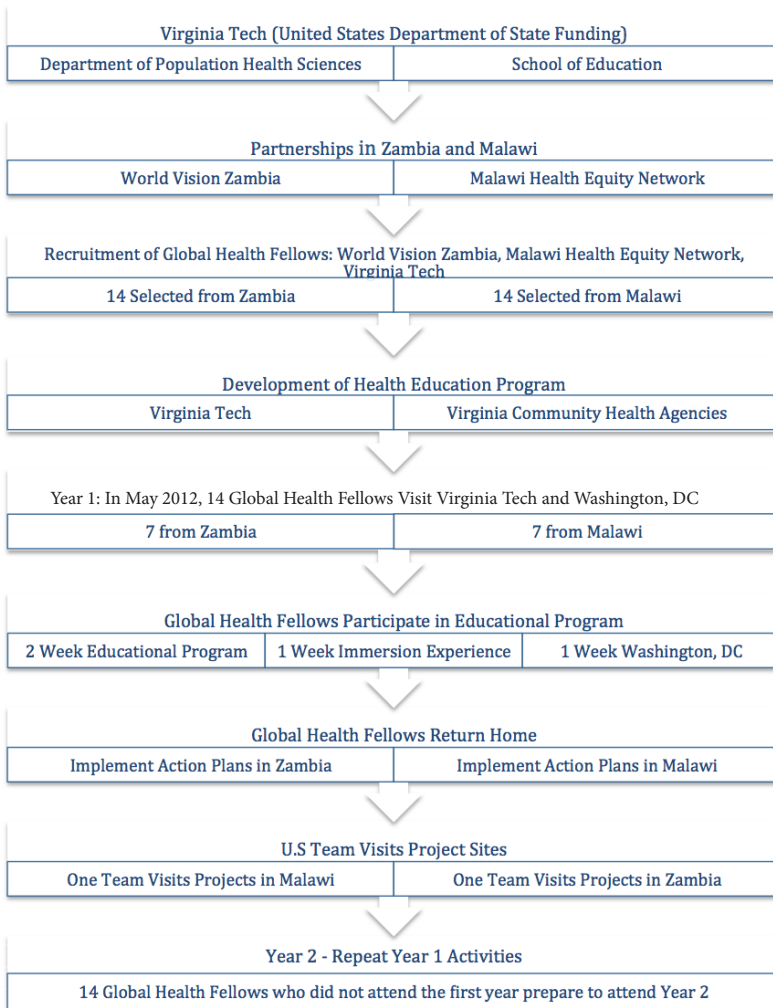 Virginia Tech (United States Department of State Funding)
Department of Population Health Sciences
School of Education
Partnerships in Zambia and Malawi
World Vision Zambia
Malawi Health Equity Network
Recruitment of Global Health Fellows: World Vision Zambia, Malawi Health Equity Network,
Virginia Tech
14 Selected from Zambia
14 Selected from Malawi
Development of Health Education Program
Virginia Tech
Virginia Community Health Agencies
Year 1: In May 2012, 14 Global Health Fellows Visit Virginia Tech and Washington, DC
7 from Zambia
7 from Malawi
Global Health Fellows Participate in Educational Program
2 Week Educational Program
1 Week Immersion Experience
1 Week Washington, DC
Global Health Fellows Return Home
Implement Action Plans in Zambia
Implement Action Plans in Malawi
U.S Team Visits Project Sites
One Team Visits Projects in Malawi
One Team Visits Projects in Zambia
Year 2 - Repeat Year 1 Activities
14 Global Health Fellows who did not attend the first year prepare to attend Year 2